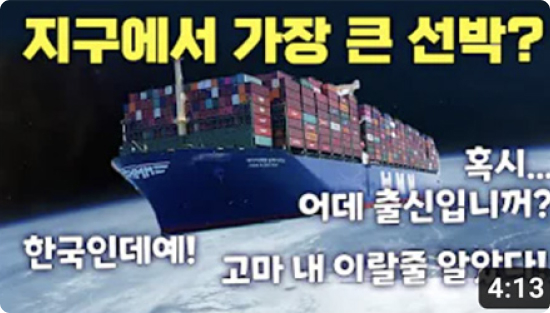 지구에서 가장 큰 선박?
HMM
혹시...
어데 출신입니꺼?
한국인데예!
고마 내 이랄줄 알았다!
4:13